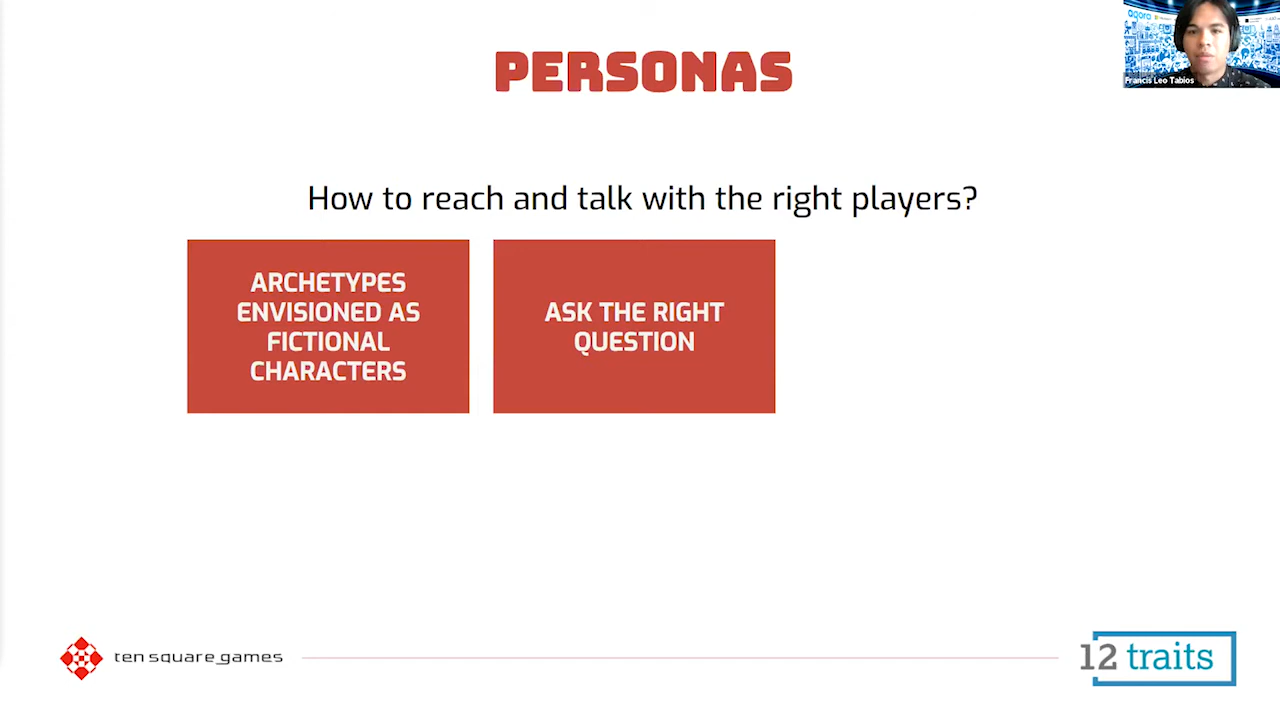 PERSONAS
agora
Francis Leo Tabios
How to reach and talk with the right players?
ARCHETYPES
ENVISIONED AS
FICTIONAL
CHARACTERS
ASK THE RIGHT
QUESTION
ten square_games
12 traits